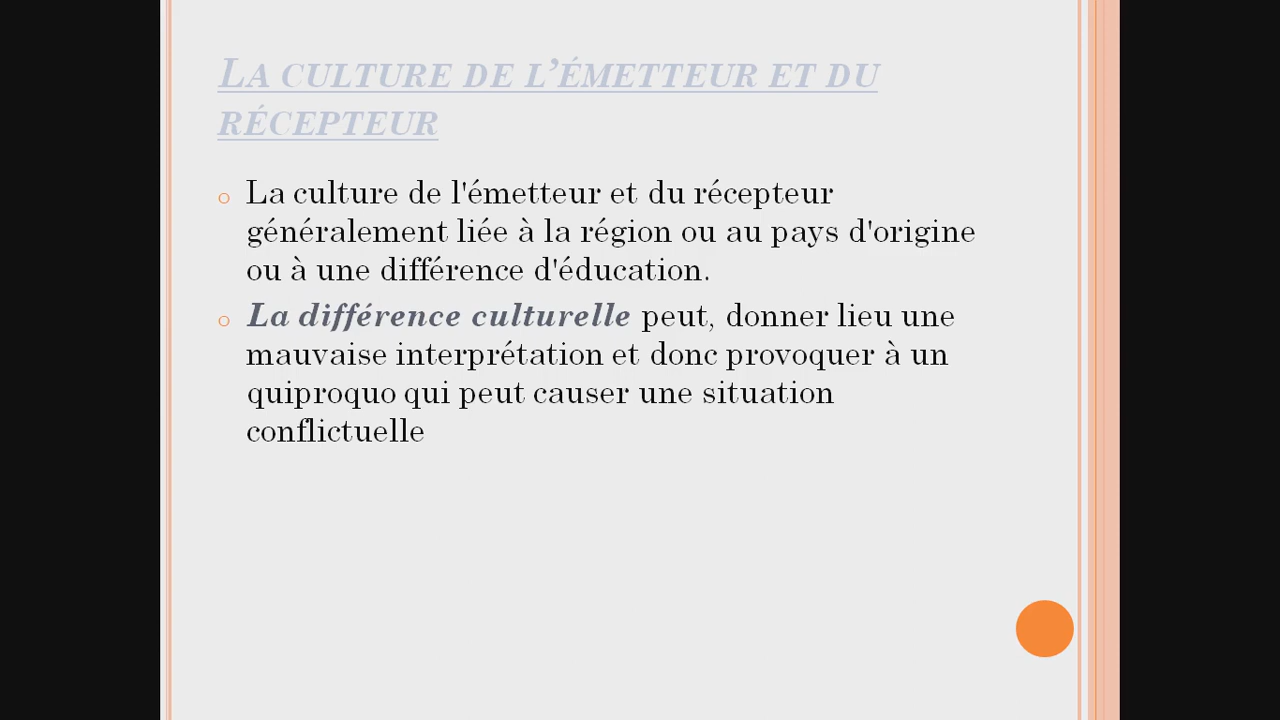 La culture de l’émetteur et du
récepteur
La culture de l'émetteur et du récepteur
généralement liée à la région ou au pays d'origine
ou à une différence d'éducation.
La différence culturelle peut, donner lieu une
mauvaise interprétation et donc provoquer à un
quiproquo qui peut causer une situation
conflictuelle